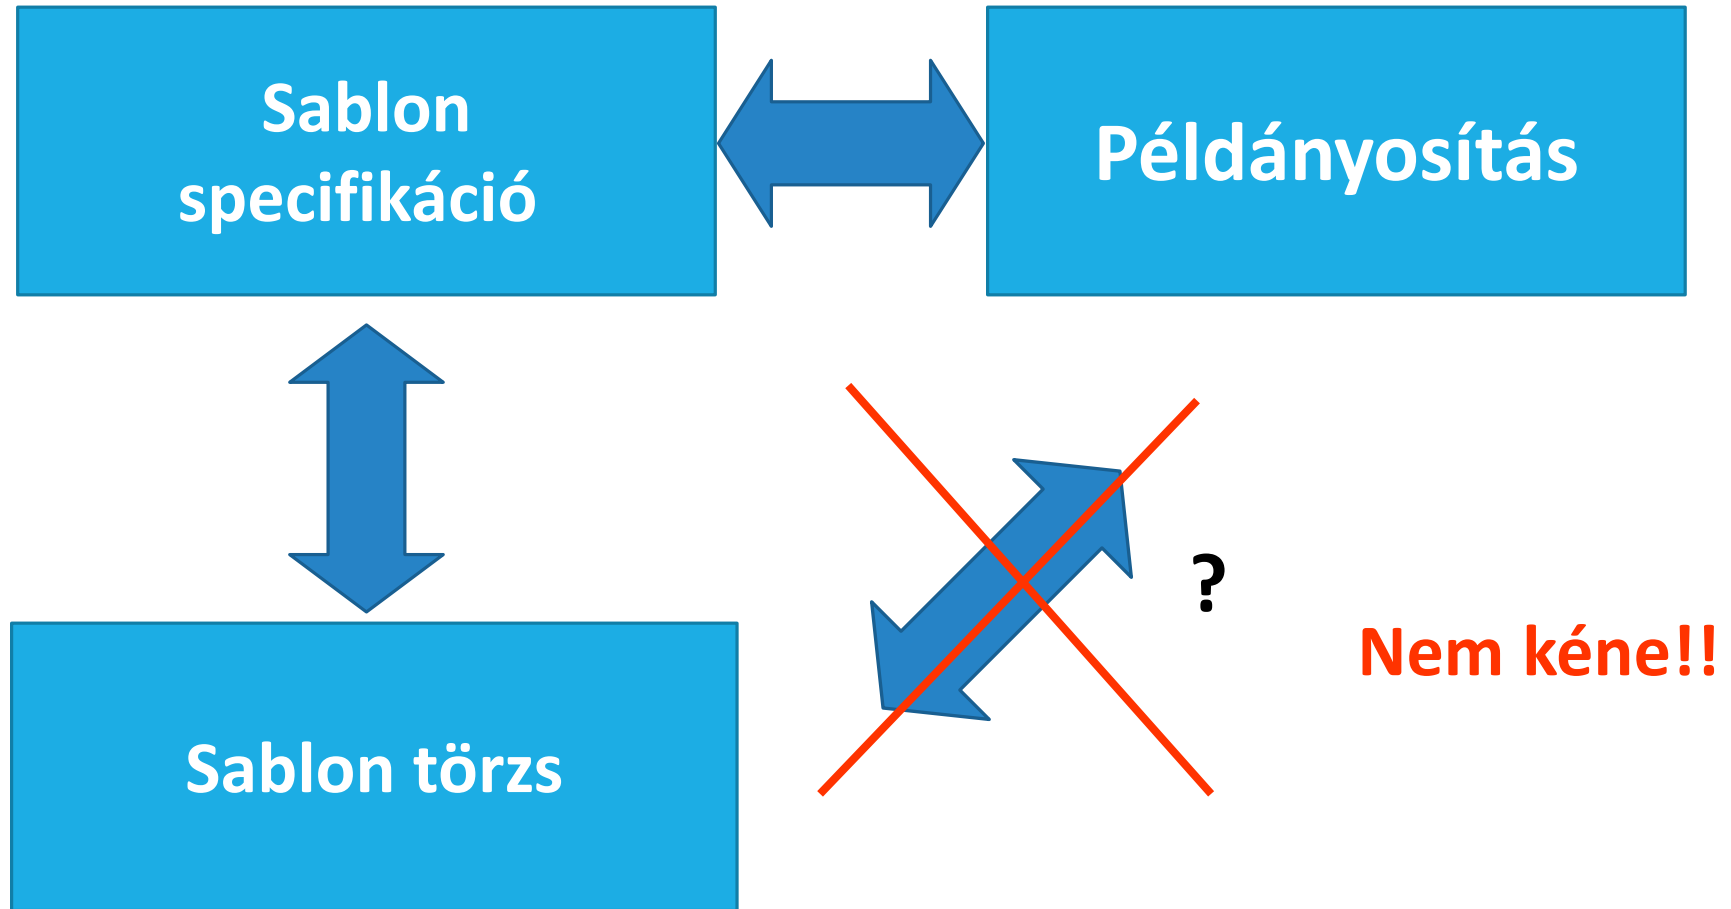 Sablon
specifikáció
Példányosítás
?
Nem kéne!!
Sablon törzs